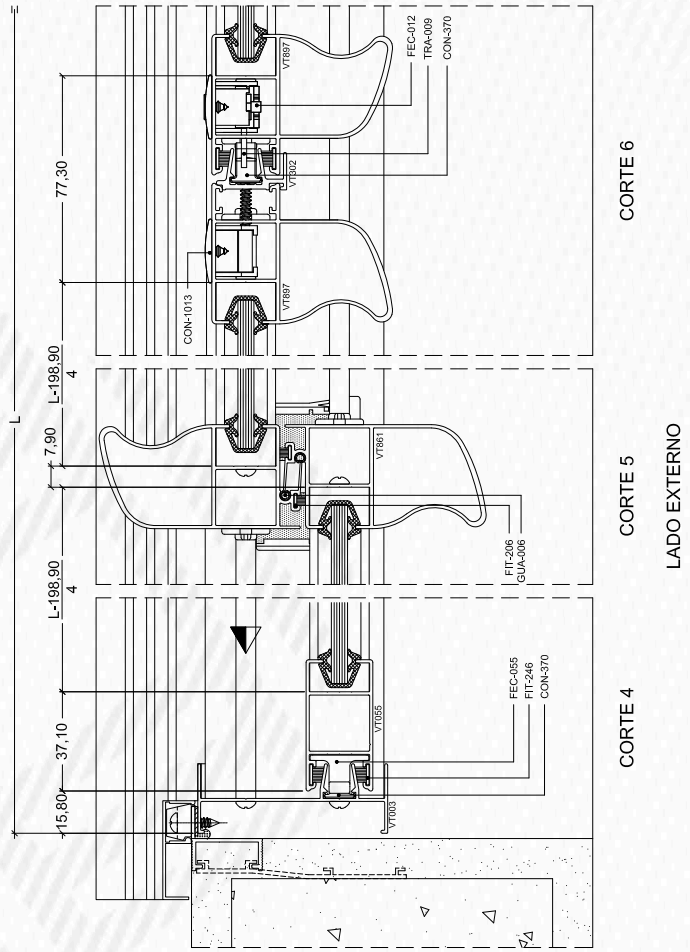 L
15,80
37,10
L-198,90
4
7,90
L-198,90
4
77,30
VT003
VT055
FEC-055
FIT-246
CON-370
CORTE 4
VT861
FIT-206
GUA-006
CORTE 5
LADO EXTERNO
CON-1013
VT897
VT302
VT897
FEC-012
TRA-009
CON-370
CORTE 6